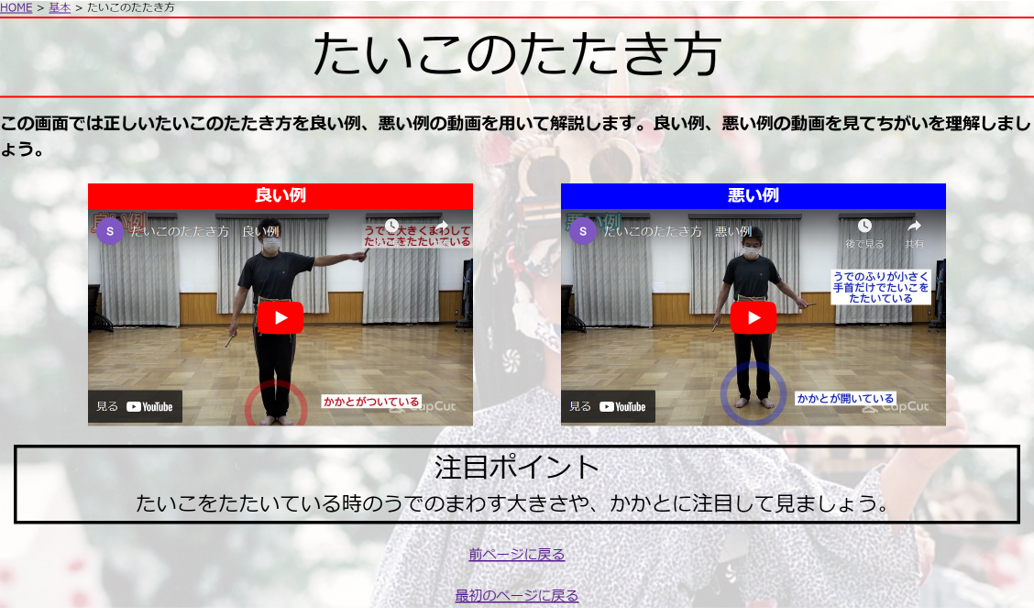 HOME > 基本 > たいこのたたき方
たいこのたたき方
この画面では正しいたいこのたたき方を良い例、悪い例の動画を用いて解説します。良い例、悪い例の動画を見てちがいを理解しまし
ょう。
良い例
良い例
S たいこのたたき方 良い例
うでを大きくまわして
たいこをたたいている
かかとがついている
見る YouTube
CapCut
悪い例
悪い例
S たいこのたたき方 悪い例
後で見る 共有
うでのふりが小さく
手首だけでたいこを
たたいている
かかとが開いている
見る YouTube
CapCut
注目ポイント
たいこをたたいている時のうでのまわす大きさや、かかとに注目して見ましょう。
前ページに戻る
最初のページに戻る